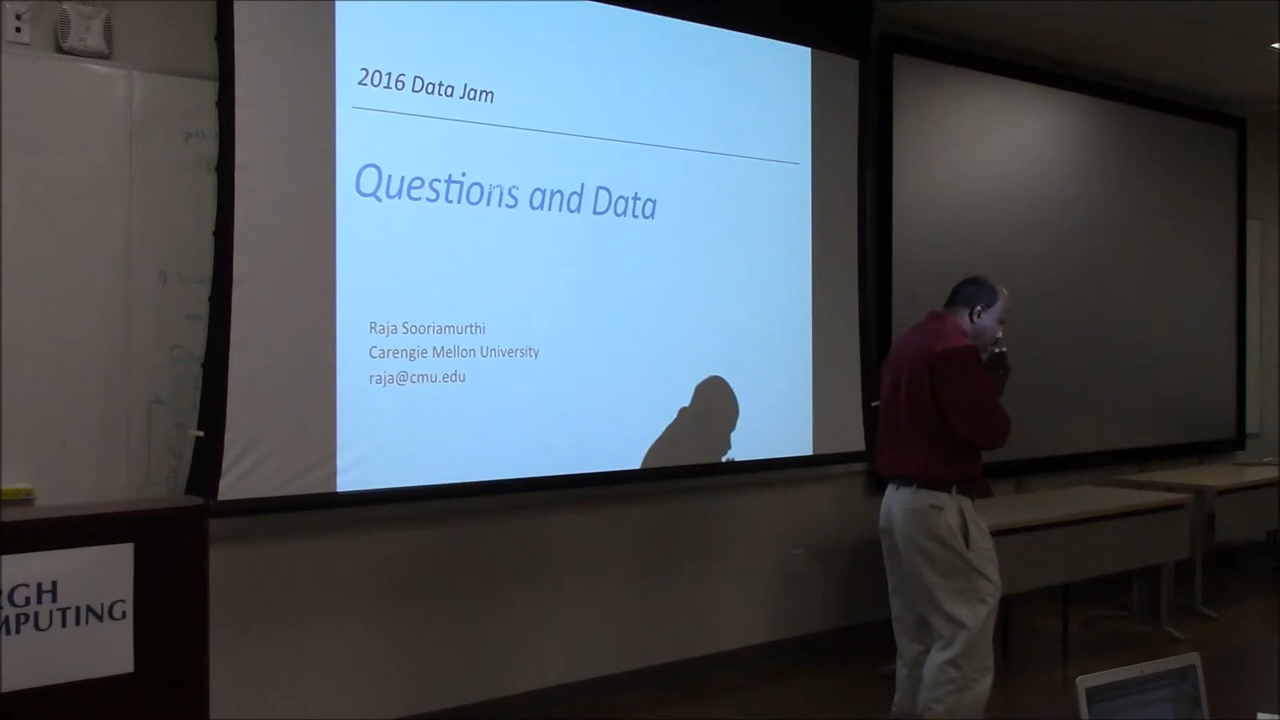 2016 Data Jam
Questions and Data
Raja Sooriamurthi
Carengie Mellon University
raja@cmu.edu
RGH
MPUTING